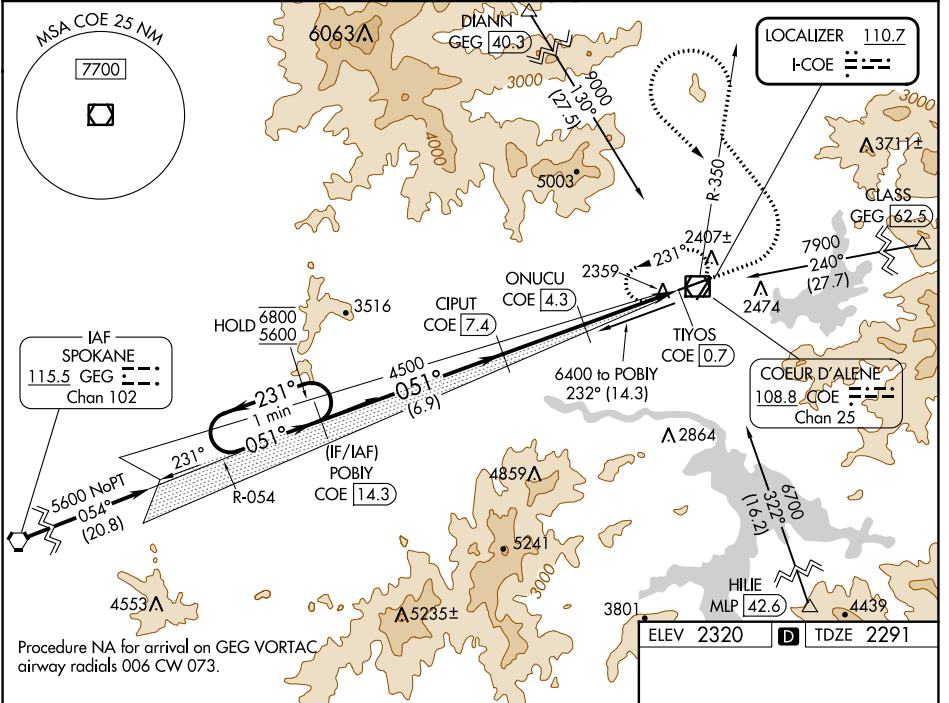 MSA COE 25 NM
7700
6063
DIANN
GEG 40.3
3000
4000
9000
130°
(27.5)
5003
LOCALIZER 110.7
I-COE
3000
3711±
CLASS
GEG 62.5
R-350
7900
240°
(27.7)
2407±
231°
2359
2474
ONUCU
COE 4.3
CIPUT
COE 7.4
TIYOS
COE 0.7
3516
HOLD 6800
5600
IAF
SPOKANE
115.5 GEG
Chan 102
4500
051°
(6.9)
6400 to POBIY
232° (14.3)
COEUR D'ALENE
108.8 COE
Chan 25
231°
1 min
051°
231°
(IF/IAF)
POBIY
COE 14.3
R-054
5600 NoPT
054°
(20.8)
2864
4859
5241
3000
6700
322°
(16.2)
HILIE
MLP 42.6
4553
5235±
3801
4439
Procedure NA for arrival on GEG VORTAC
airway radials 006 CW 073.
ELEV 2320 D TDZE 2291